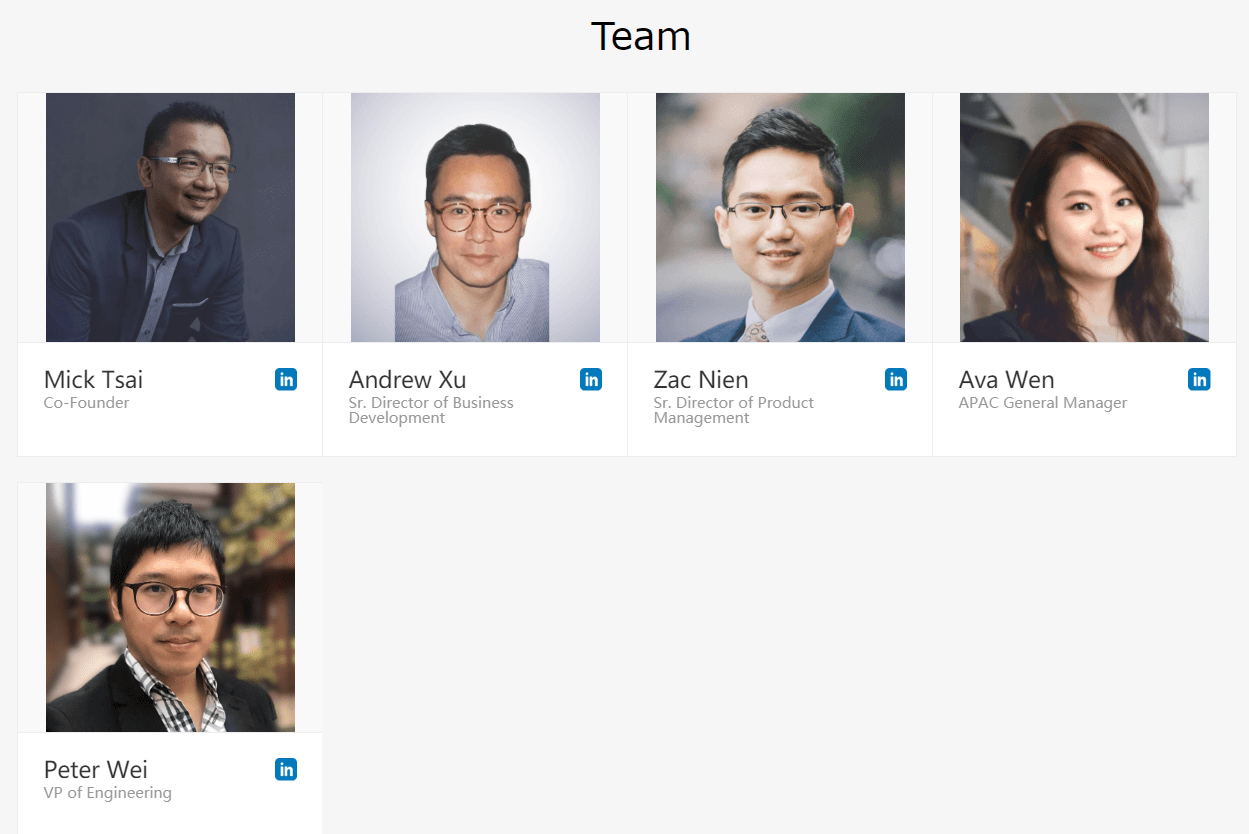 Team
Mick Tsai
in
Co-Founder
Andrew Xu
in
Sr. Director of Business
Development
Zac Nien
in
Sr. Director of Product
Management
Ava Wen
in
APAC General Manager
Peter Wei
in
VP of Engineering